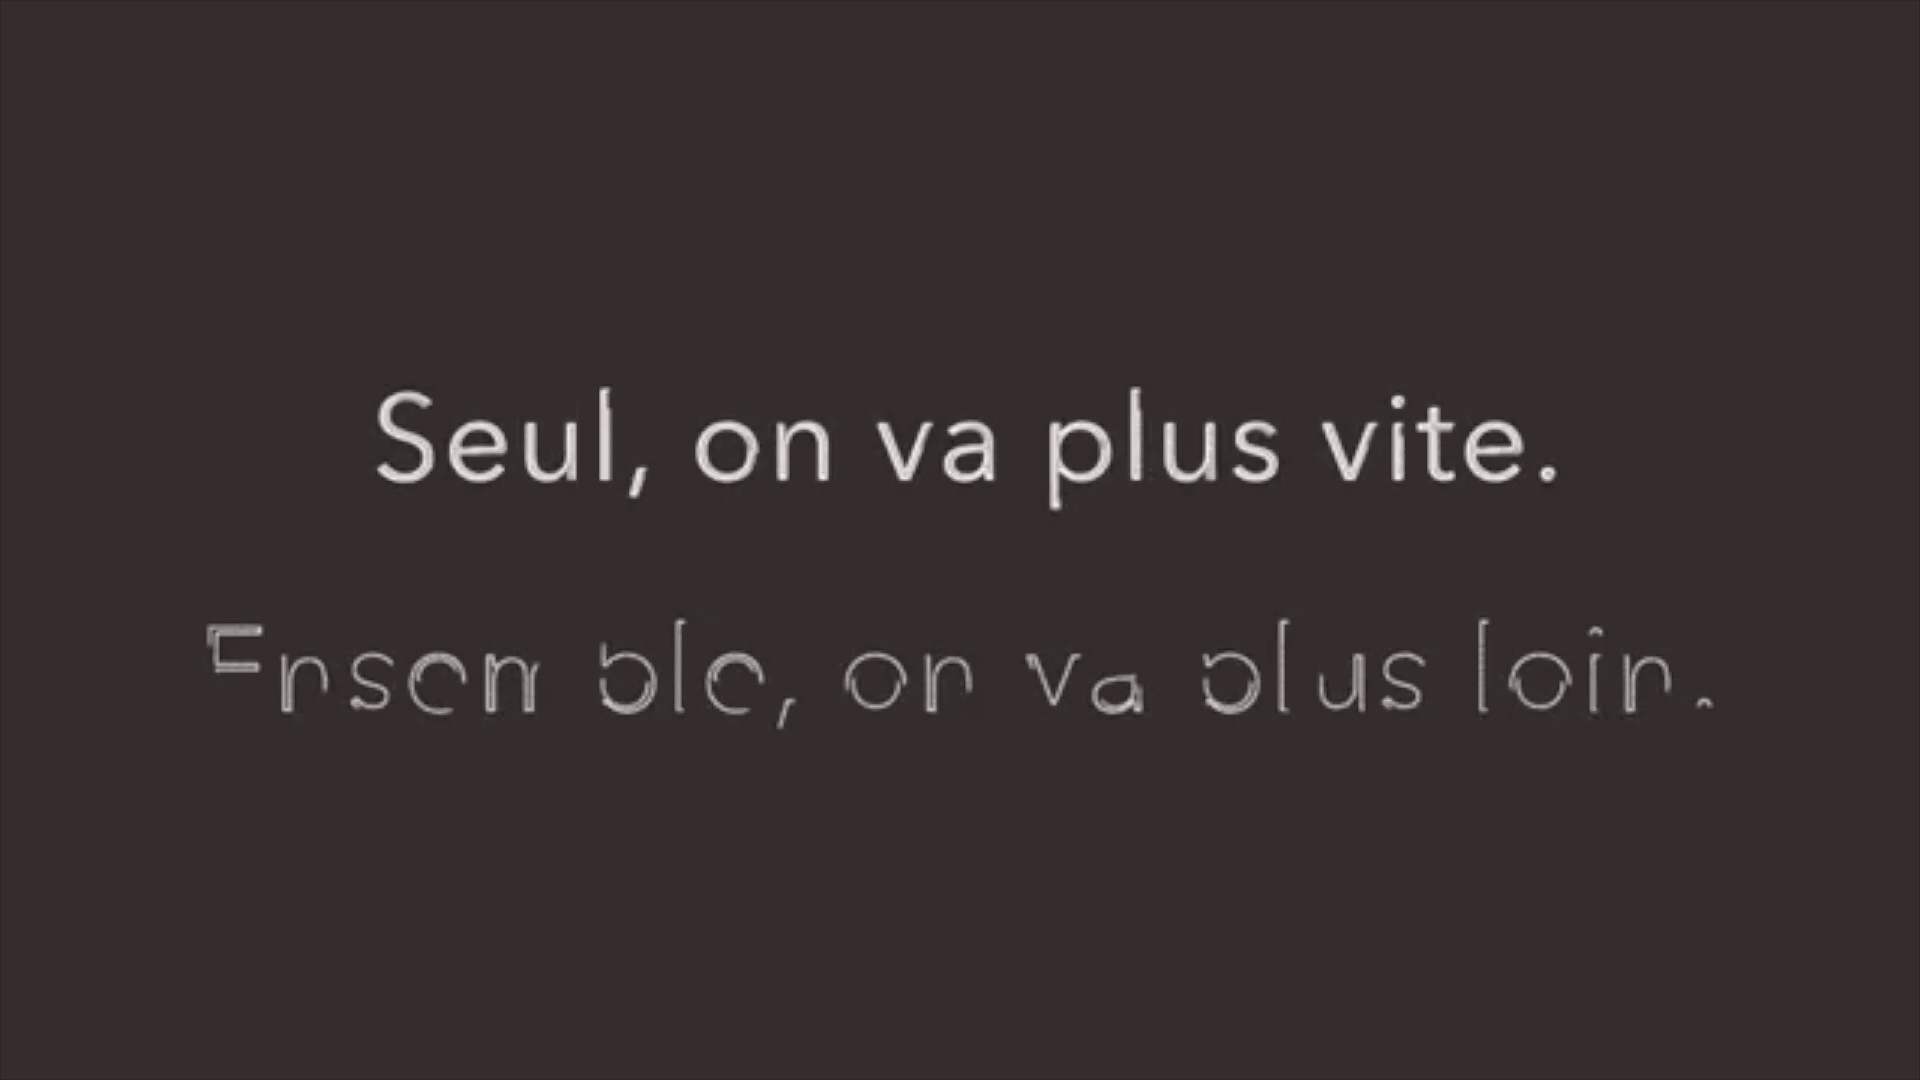 Seul, on va plus vite.
Ensemble, on va plus loin.